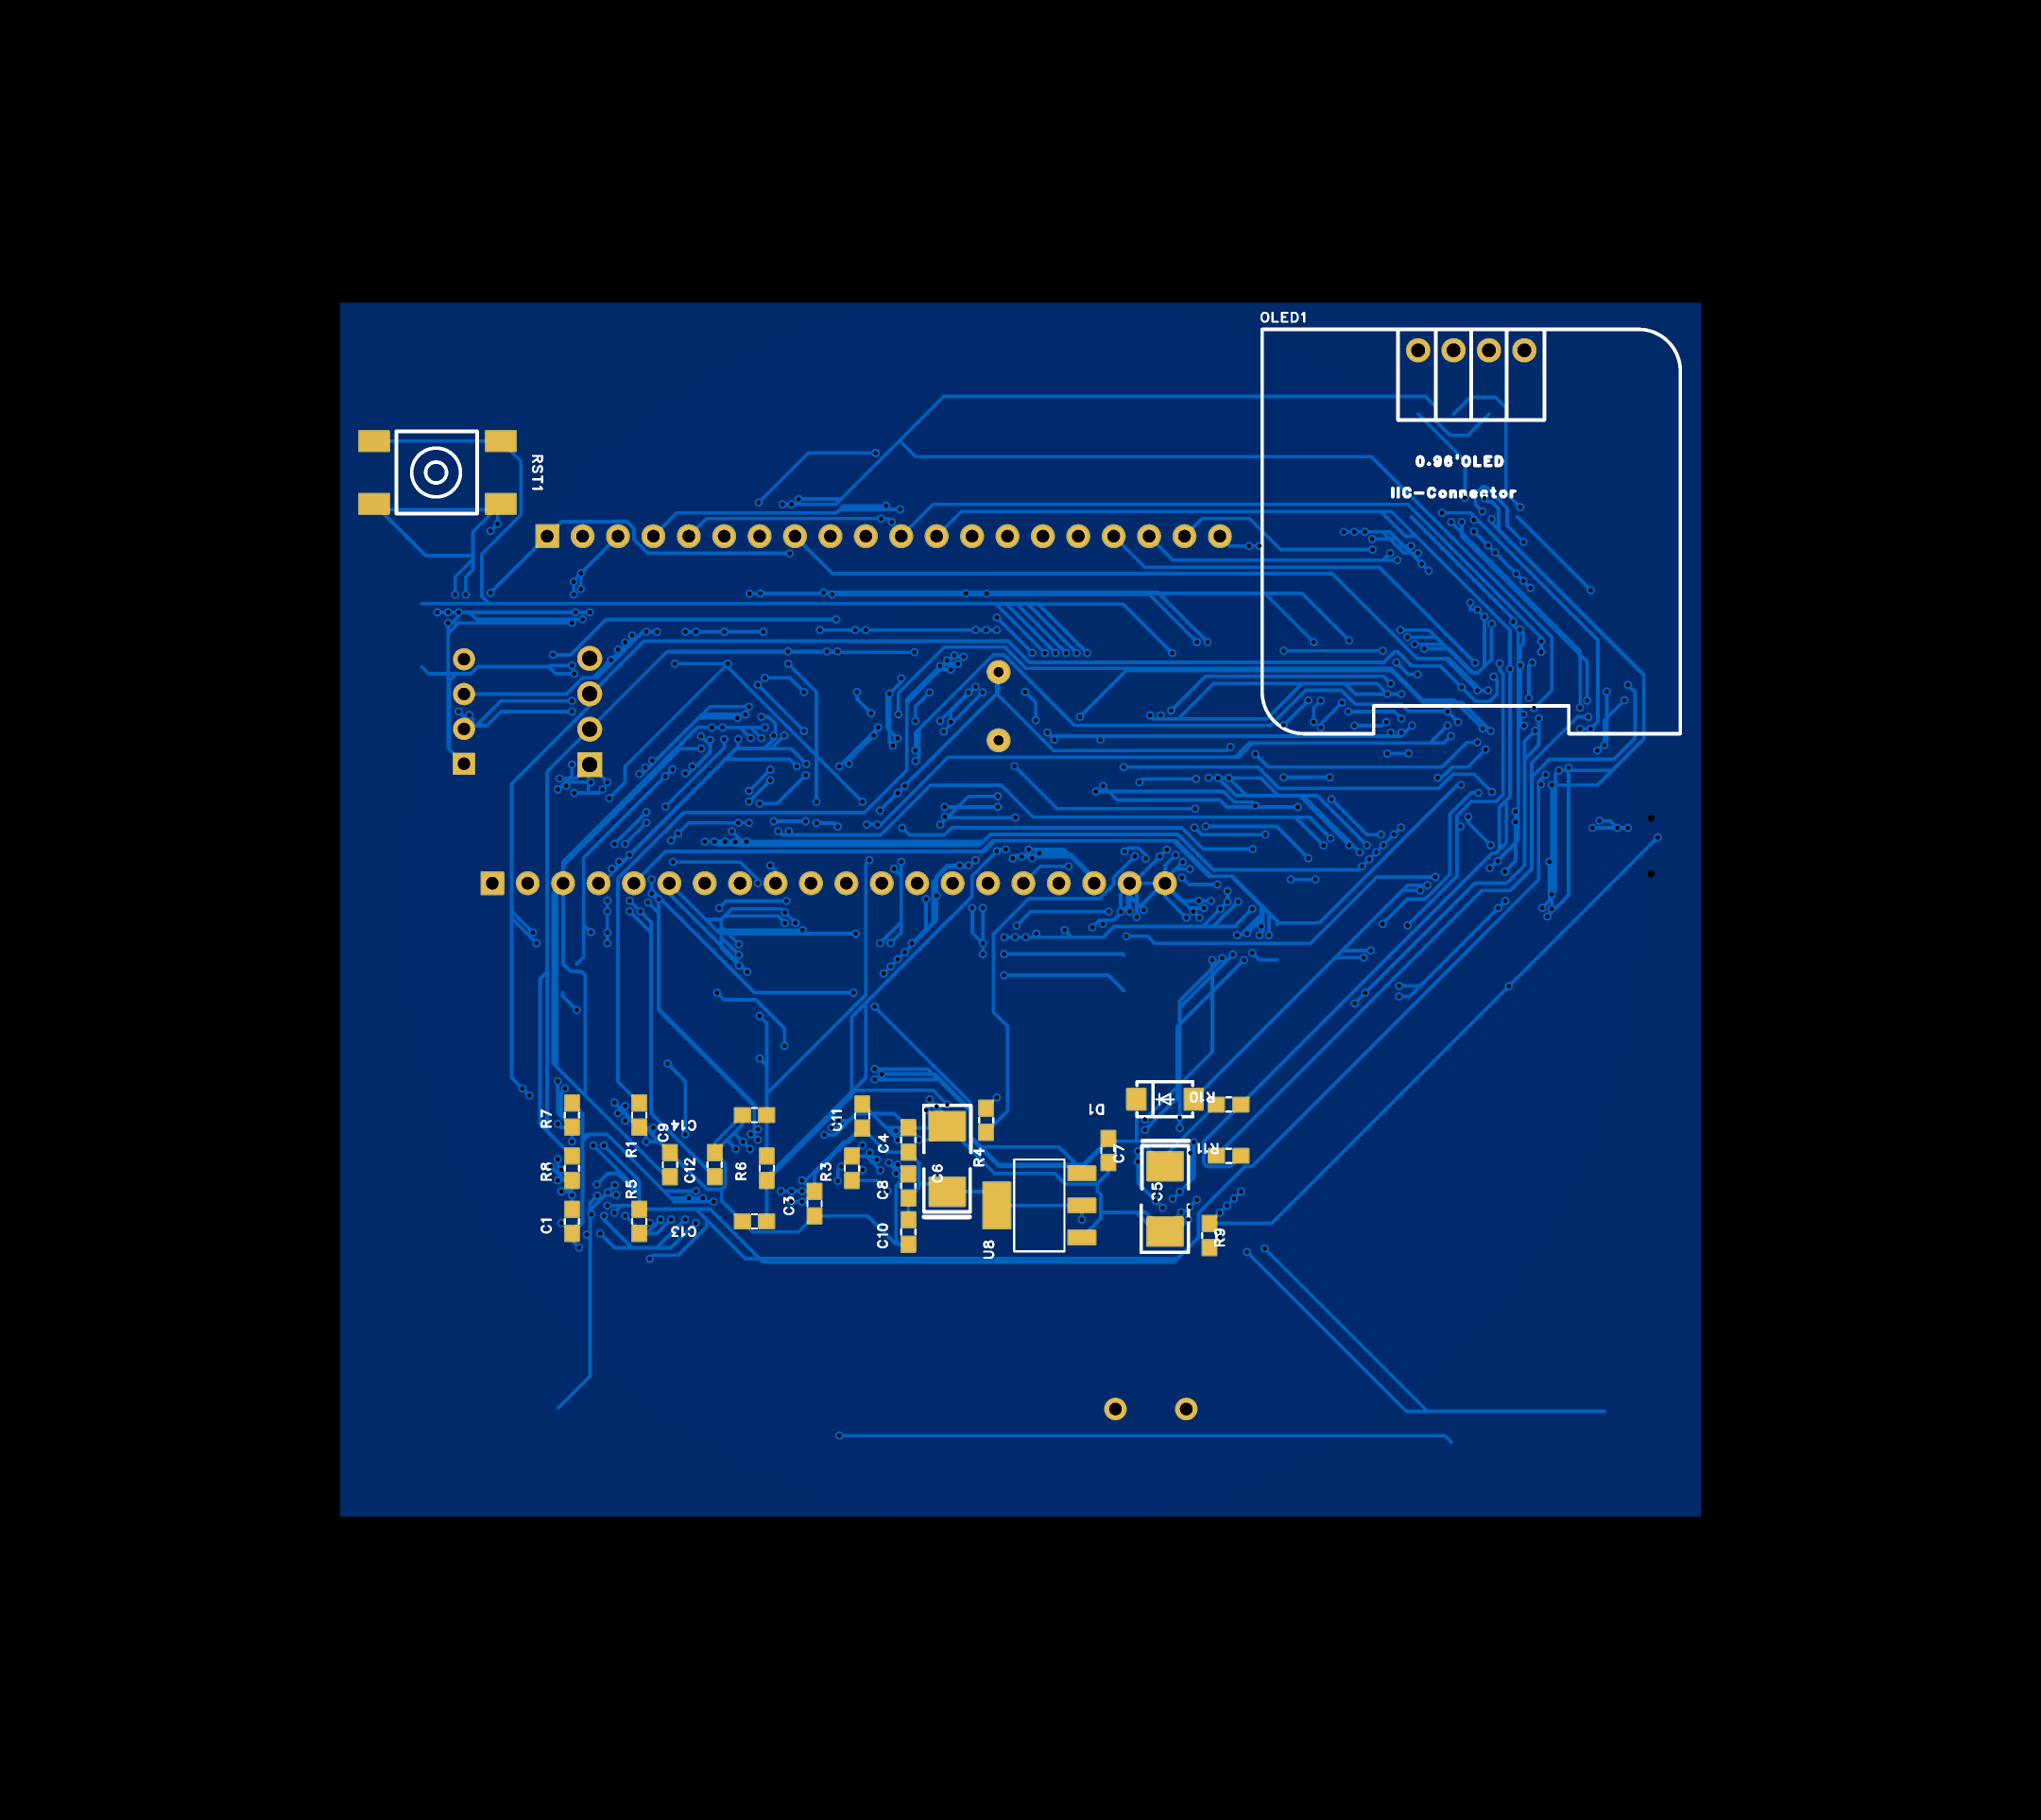 OLED1
0.96'OLED
RST1
IIC-Connector
R10
D1
R7
C11
C14
C9
R1
C4
R4
R11
C7
R8
C12
R6
R3
C6
R5
C8
C5
C3
C1
C13
C10
U8
R9